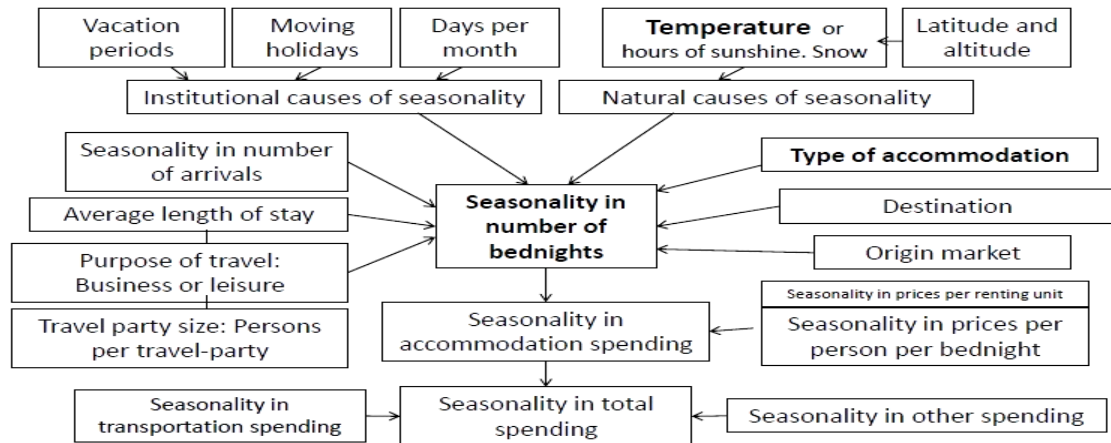 Vacation
periods
Moving
holidays
Days per
month
Temperature or
hours of sunshine. Snow
Latitude and
altitude
Institutional causes of seasonality
Natural causes of seasonality
Seasonality in number
of arrivals
Type of accommodation
Average length of stay
Seasonality in
number of
bednights
Destination
Purpose of travel:
Business or leisure
Origin market
Travel party size: Persons
per travel-party
Seasonality in
accommodation spending
Seasonality in prices per renting unit
Seasonality in prices per
person per bednight
Seasonality in
transportation spending
Seasonality in total
spending
Seasonality in other spending